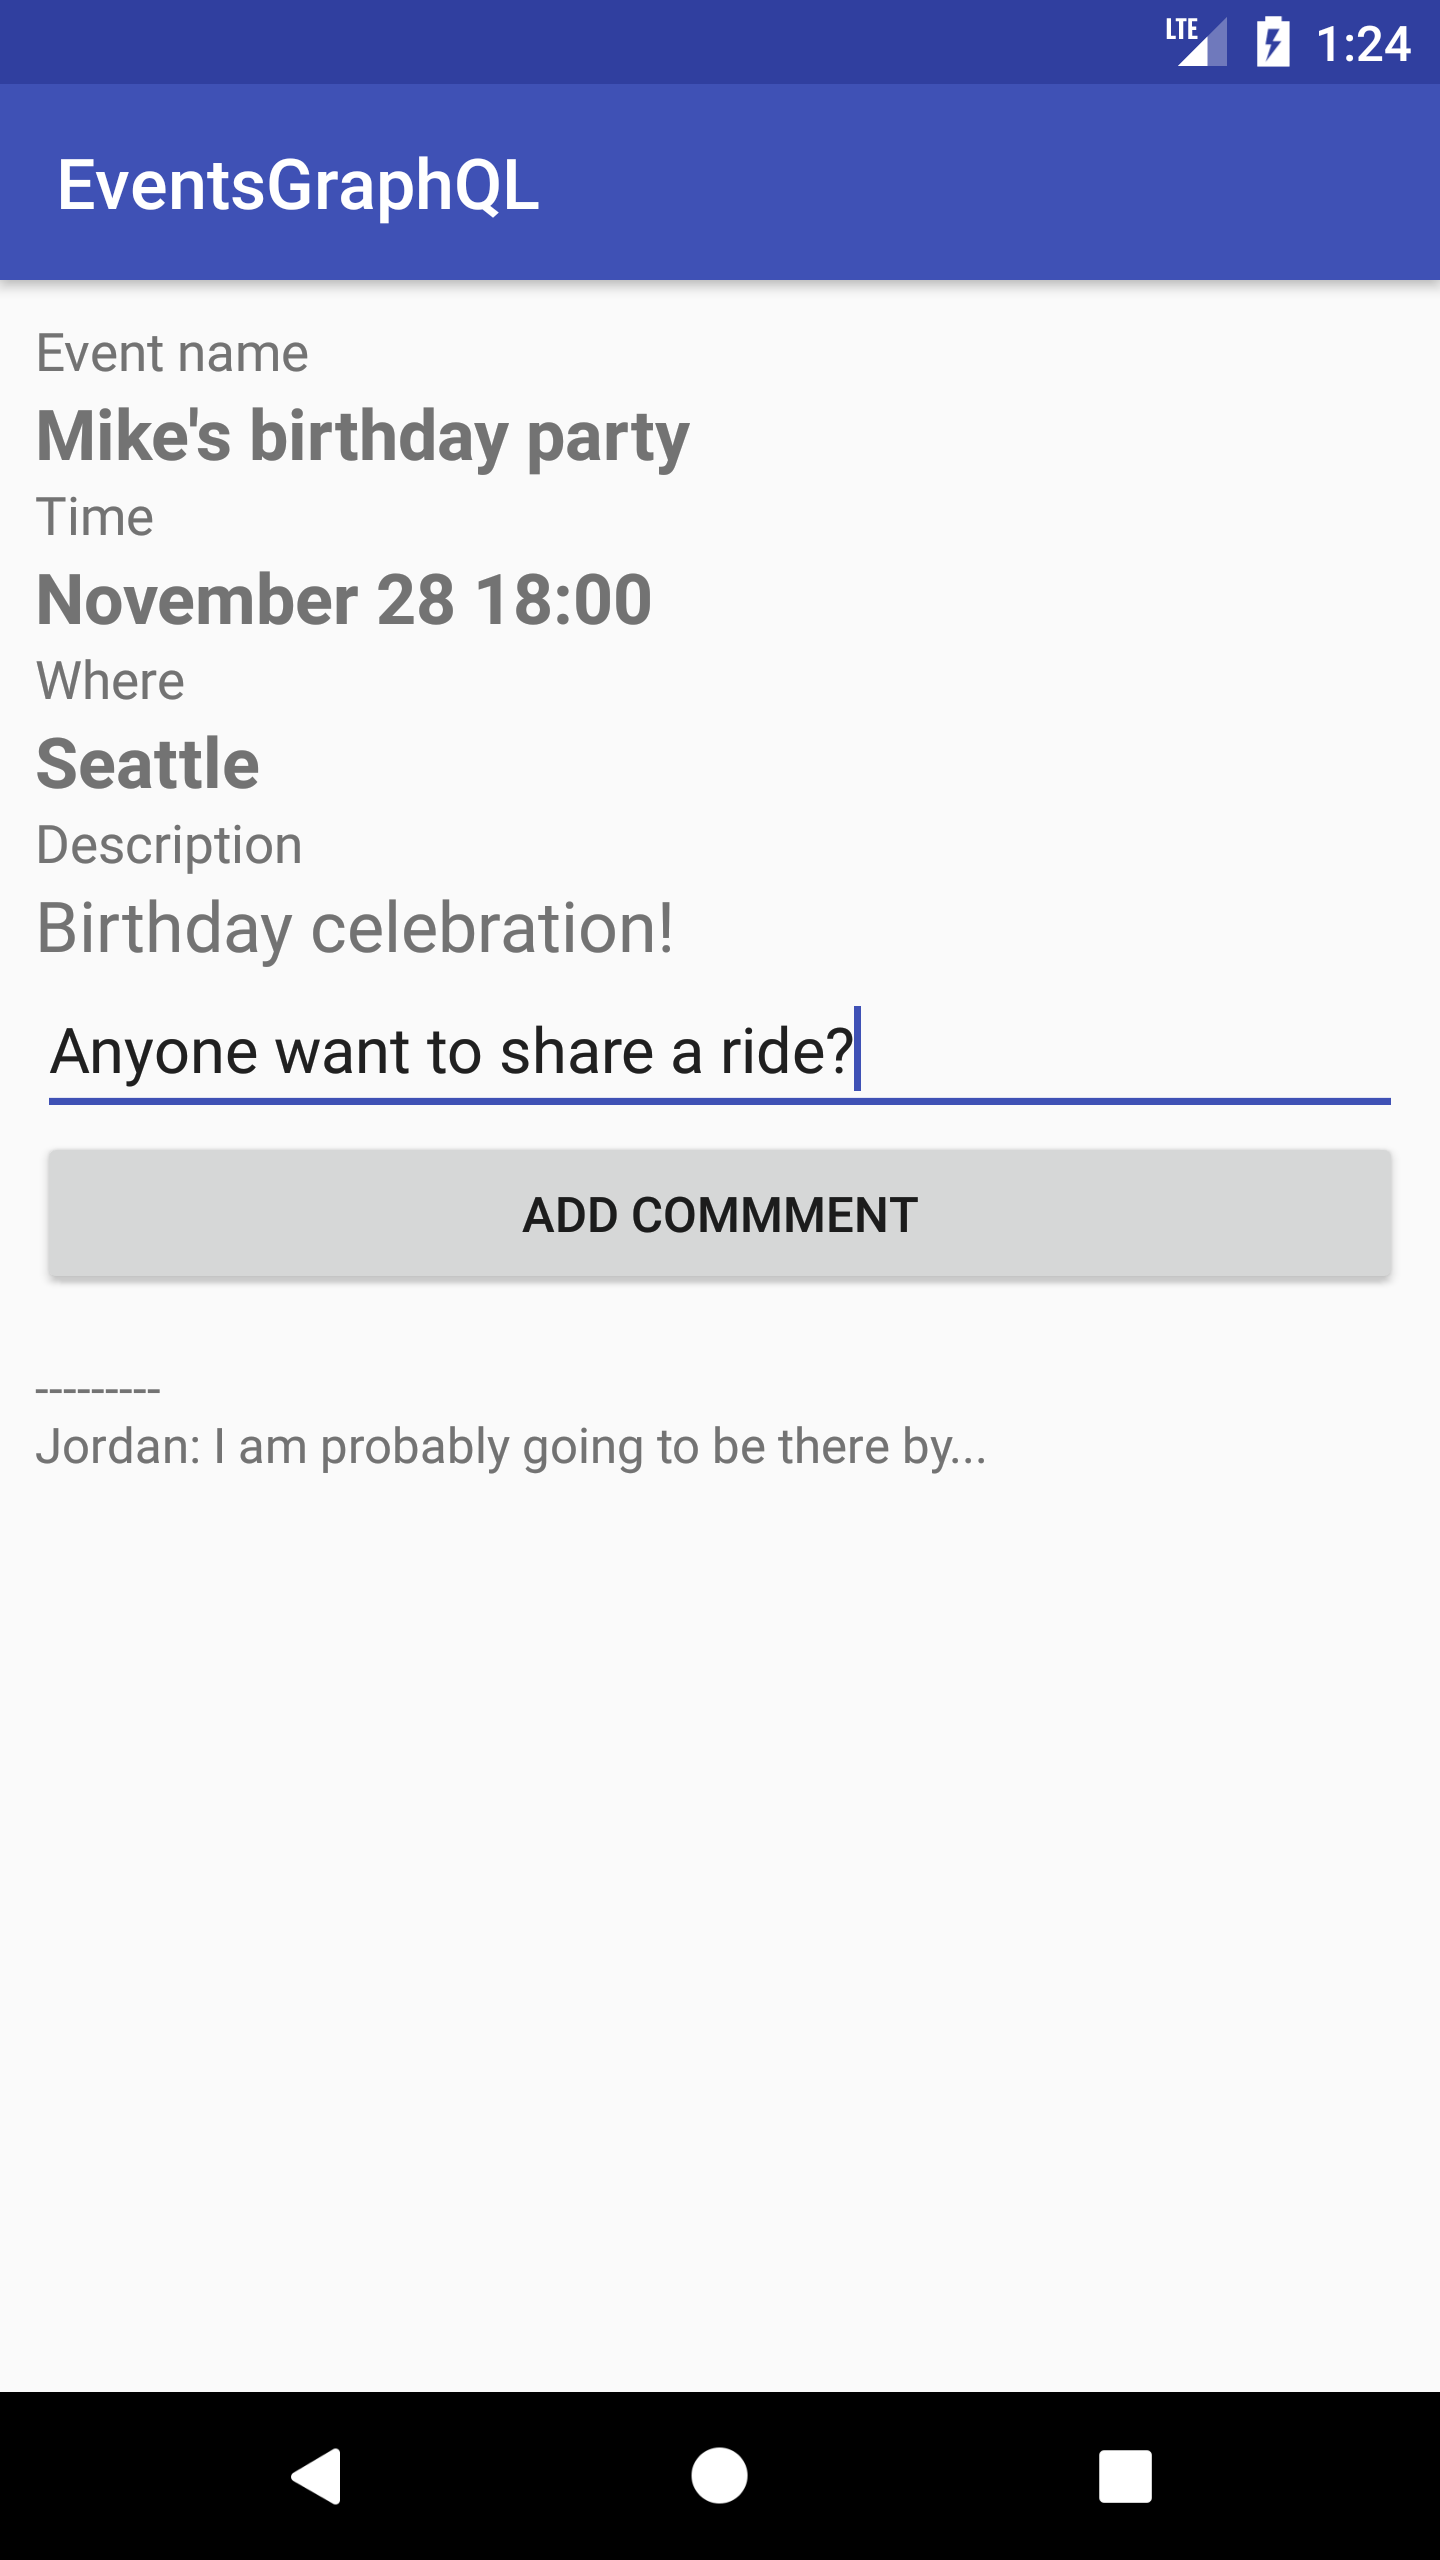 LTE 1:24
EventsGraphQL
Event name
Mike's birthday party
Time
November 28 18:00
Where
Seattle
Description
Birthday celebration!
Anyone want to share a ride?
ADD COMMMENT
---------
Jordan: I am probably going to be there by...